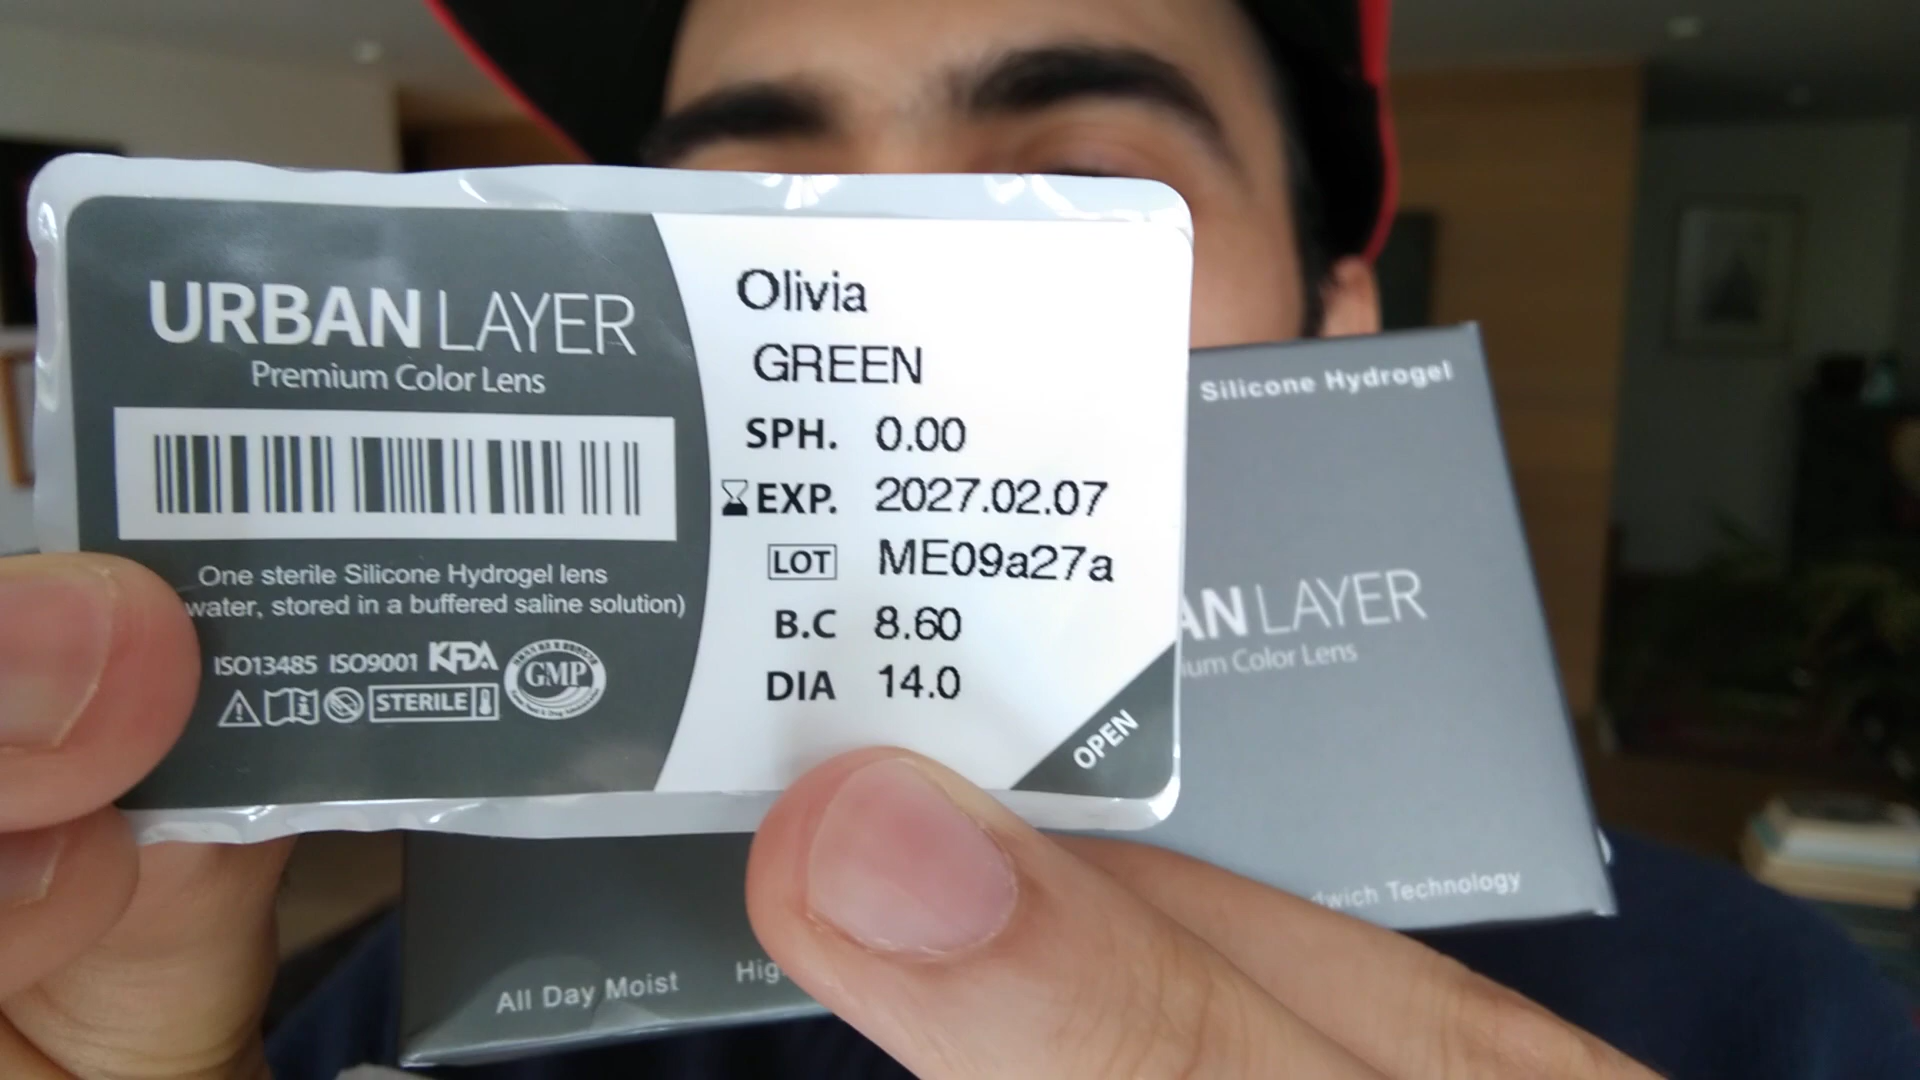 URBAN LAYER
Premium Color Lens
One sterile Silicone Hydrogel lens
water, stored in a buffered saline solution)
ISO13485 ISO9001 KFDA
GMP
STERILE
Olivia
GREEN
SPH. 0.00
EXP. 2027.02.07
LOT ME09a27a
B.C 8.60
DIA 14.0
OPEN
Silicone Hydrogel
AN LAYER
ium Color Lens
dwich Technology
All Day Moist
Hig